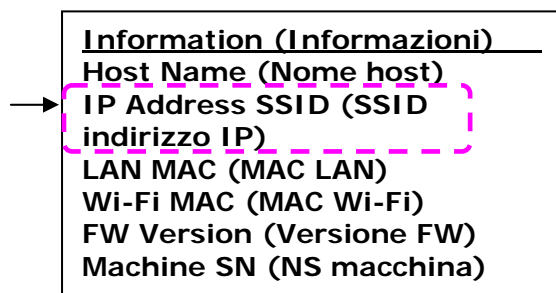 Information (Informazioni)
Host Name (Nome host)
IP Address SSID (SSID
indirizzo IP)
LAN MAC (MAC LAN)
Wi-Fi MAC (MAC Wi-Fi)
FW Version (Versione FW)
Machine SN (NS macchina)